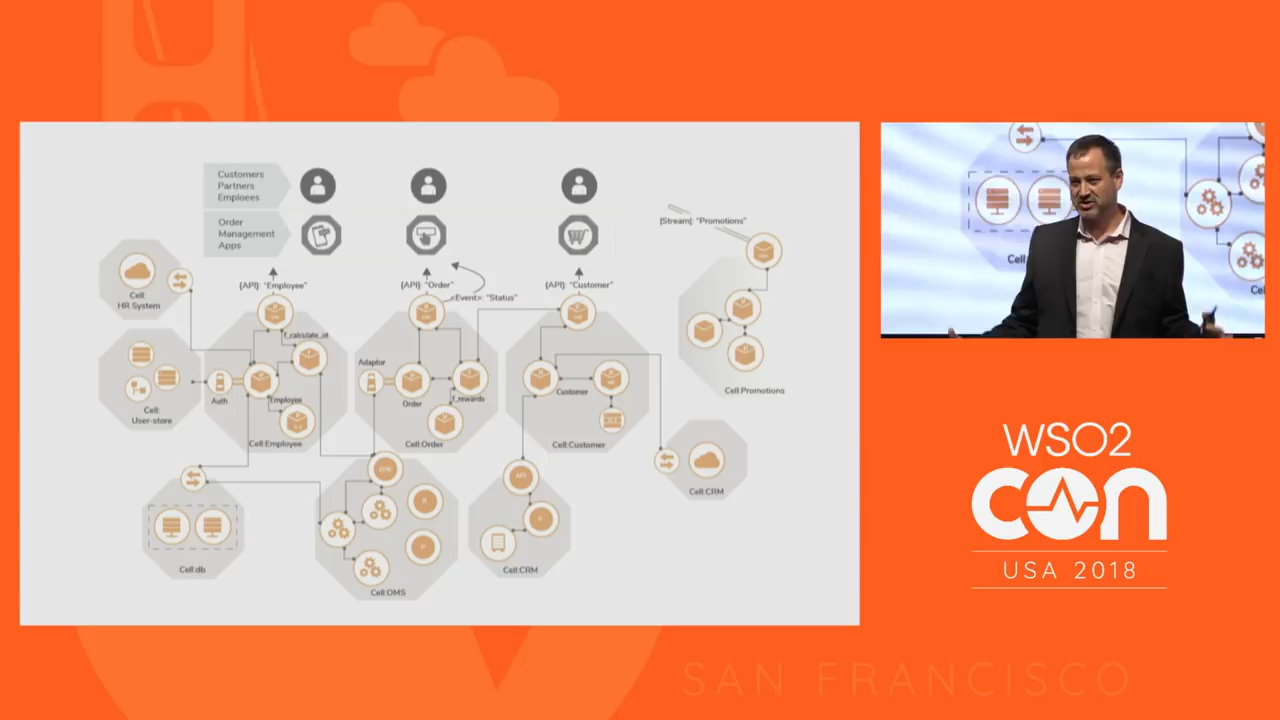 Customers
Partners
Emploees
Order
Management
Apps
|Stream|: "Promotions"
{API}: "Employee"
{API}: "Order"
<Event>: "Status"
{API}: "Customer"
Cell:
HR System
f_calculate_ot
Adaptor
Auth
Employee
Order
f_rewards
Customer
Cell:Promotions
Cell:
User-store
Cell:Employee
Cell:Order
Cell:Customer
Cell:CRM
Cell:db
Cell:OMS
Cell:CRM
Cell
Cel
WSO2
CON
USA 2018
SAN FRANCISCO